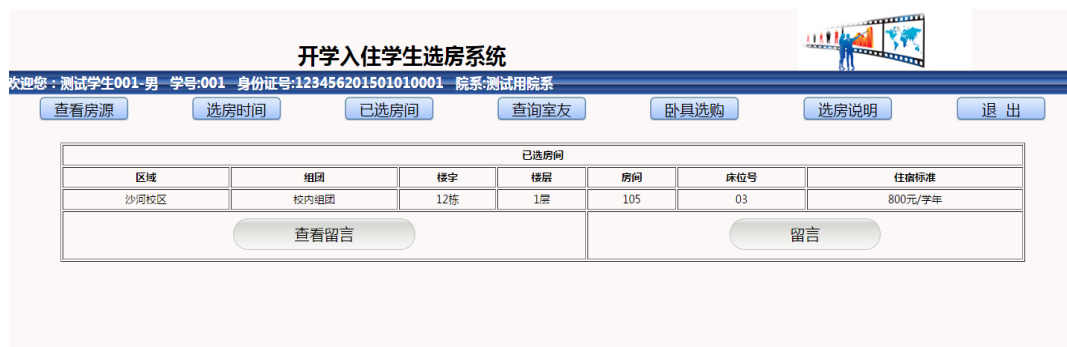 开学入住学生选房系统
欢迎您：测试学生001-男 学号:001 身份证号:123456201501010001 院系:测试用院系
查看房源 选房时间 已选房间 查询室友 卧具选购 选房说明 退 出
已选房间
区域 组团 楼宇 楼层 房间 床位号 住宿标准
沙河校区 校内组团 12栋 1层 105 03 800元/学年
查看留言 留言